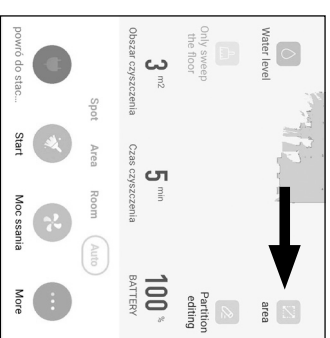 Water level
area
Only sweep
the floor
Partition
editing
3 m2
5 min
100 %
Obszar czyszczenia
Czas czyszczenia
BATTERY
Spot
Area
Room
Auto
powró do stac...
Start
Moc ssania
More